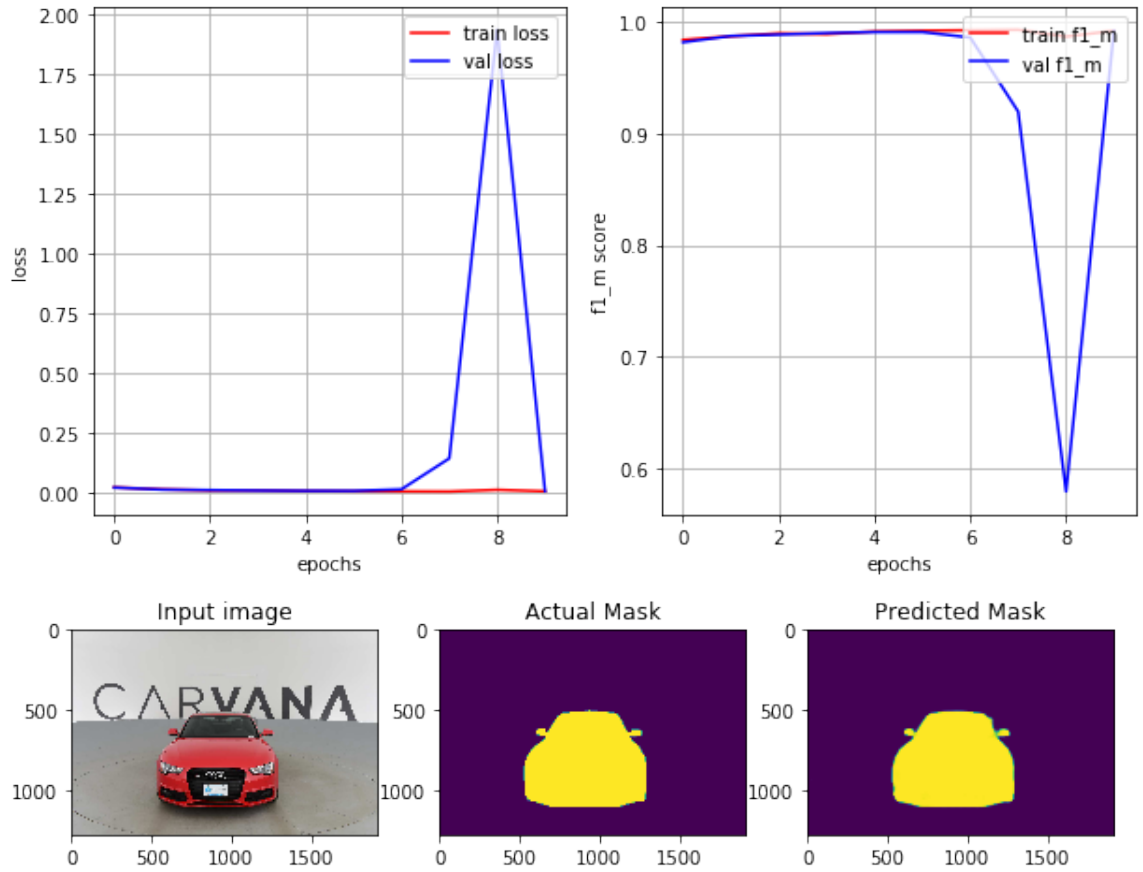 2.00
1.75
1.50
1.25
1.00
0.75
0.50
0.25
0.00
loss
0 2 4 6 8
epochs
train loss
val loss
1.0
0.9
0.8
0.7
0.6
f1_m score
0 2 4 6 8
epochs
train f1_m
val f1_m
Input image
0
500
1000
0 500 1000 1500
CARVANA
Actual Mask
0
500
1000
0 500 1000 1500
Predicted Mask
0
500
1000
0 500 1000 1500